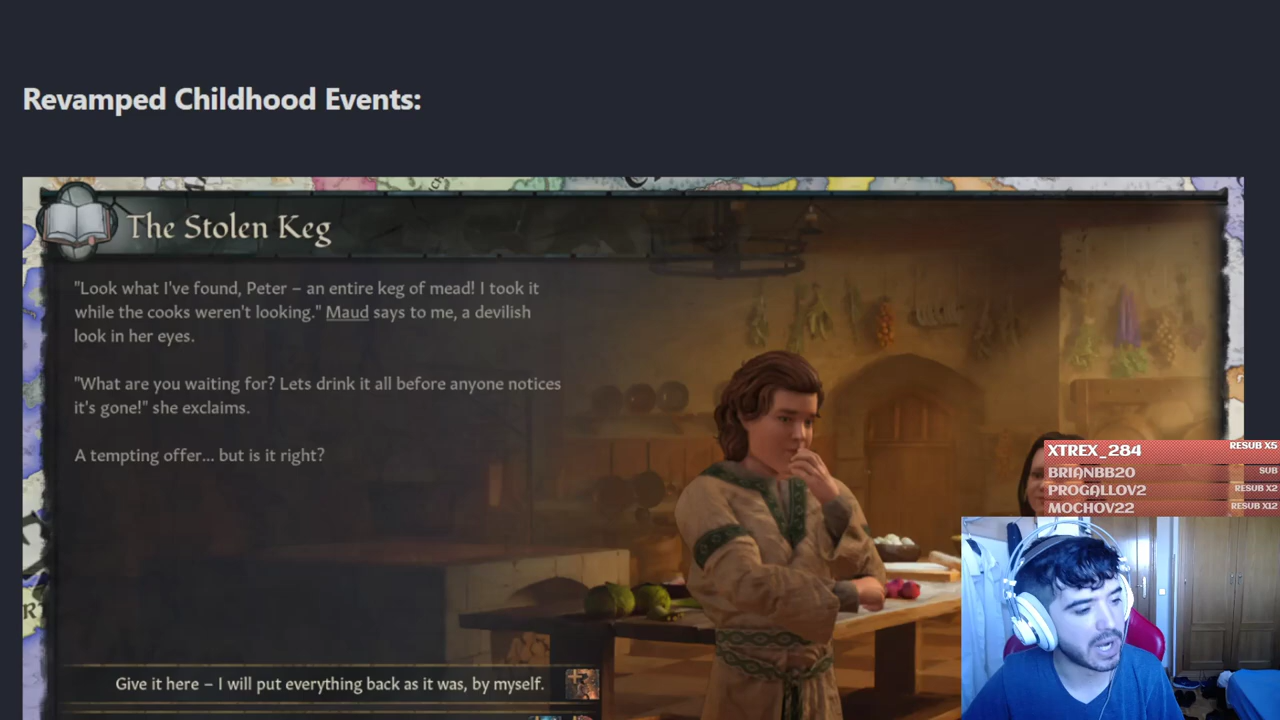 Revamped Childhood Events:
The Stolen Keg
"Look what I've found, Peter – an entire keg of mead! I took it
while the cooks weren't looking." Maud says to me, a devilish
look in her eyes.
"What are you waiting for? Lets drink it all before anyone notices
it's gone!" she exclaims.
A tempting offer... but is it right?
Give it here – I will put everything back as it was, by myself.
XTREX_284 RESUB X5
BRIANBB20 SUB
PROGALLOV2 RESUB X2
MOCHOV22 RESUB X12